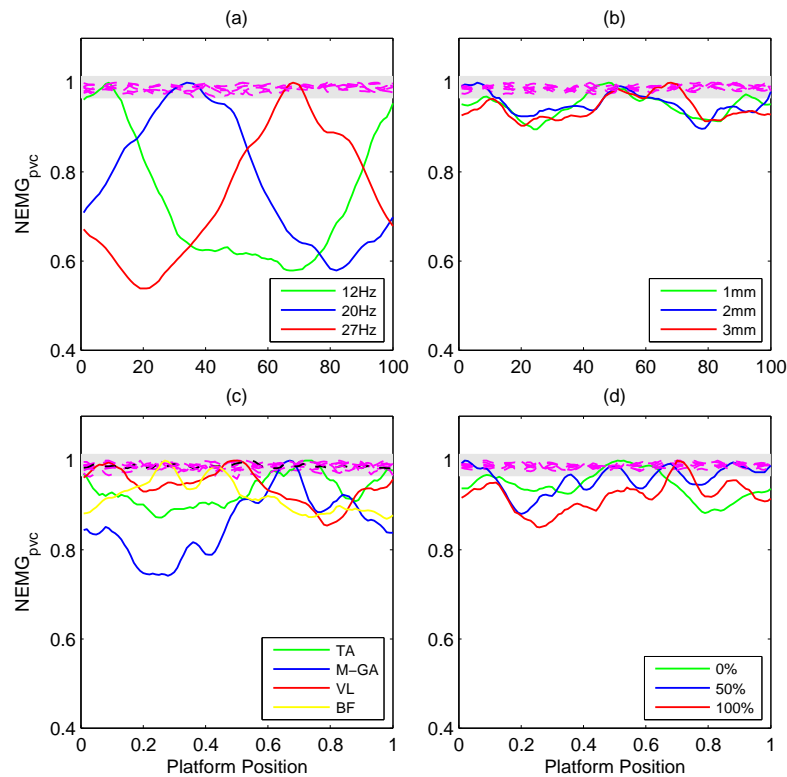 (a)
(b)
NEMG_pvc
1
0.8
0.6
0.4
0 20 40 60 80 100
12Hz
20Hz
27Hz
1
0.8
0.6
0.4
0 20 40 60 80 100
1mm
2mm
3mm
(c)
(d)
NEMG_pvc
1
0.8
0.6
0.4
0 0.2 0.4 0.6 0.8 1
TA
M-GA
VL
BF
Platform Position
1
0.8
0.6
0.4
0 0.2 0.4 0.6 0.8 1
0%
50%
100%
Platform Position